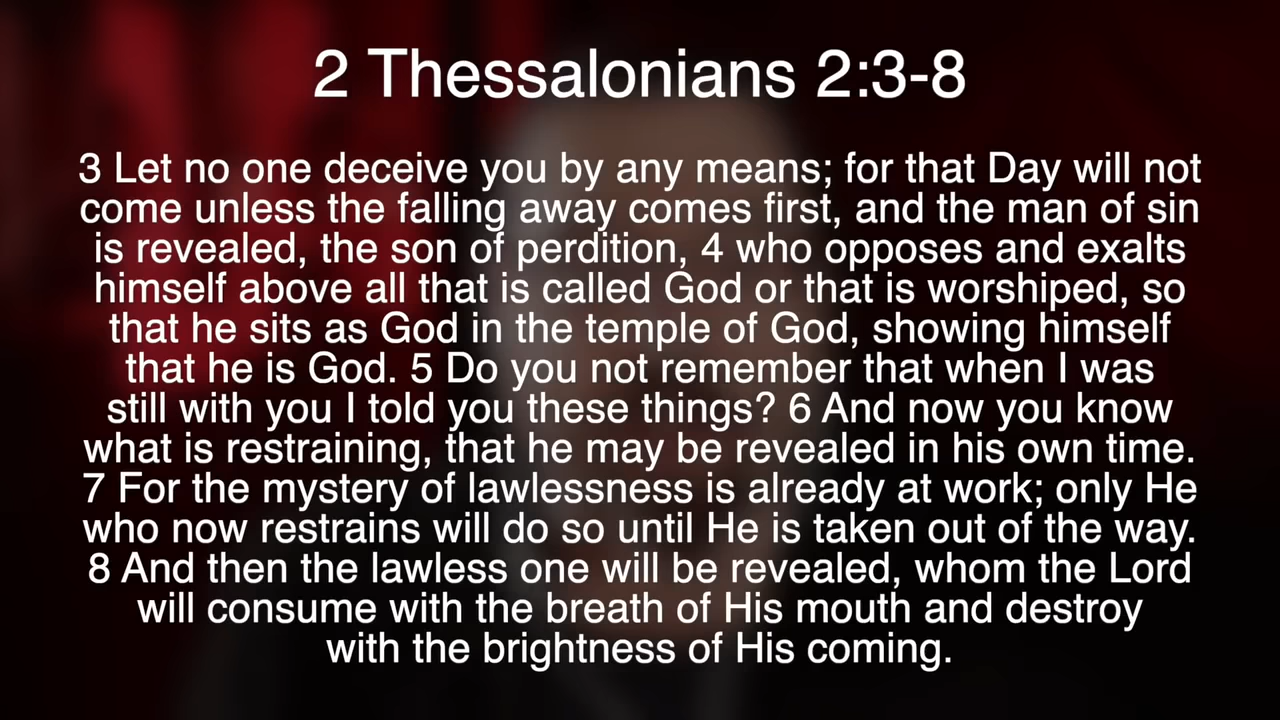 2 Thessalonians 2:3-8
3 Let no one deceive you by any means; for that Day will not
come unless the falling away comes first, and the man of sin
is revealed, the son of perdition, 4 who opposes and exalts
himself above all that is called God or that is worshiped, so
that he sits as God in the temple of God, showing himself
that he is God. 5 Do you not remember that when I was
still with you I told you these things? 6 And now you know
what is restraining, that he may be revealed in his own time.
7 For the mystery of lawlessness is already at work; only He
who now restrains will do so until He is taken out of the way.
8 And then the lawless one will be revealed, whom the Lord
will consume with the breath of His mouth and destroy
with the brightness of His coming.